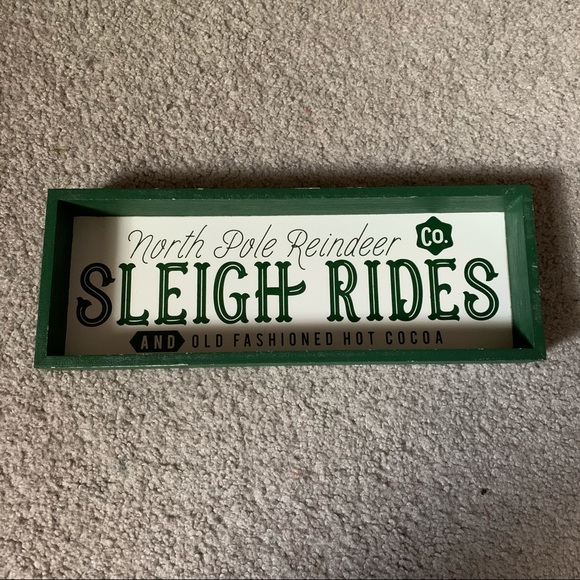 North Pole Reindeer Co.
SLEIGH RIDES
AND OLD FASHIONED HOT COCOA